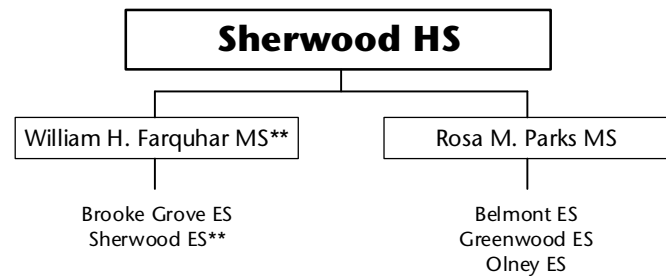 Sherwood HS
William H. Farquhar MS**
Rosa M. Parks MS
Brooke Grove ES
Sherwood ES**
Belmont ES
Greenwood ES
Olney ES